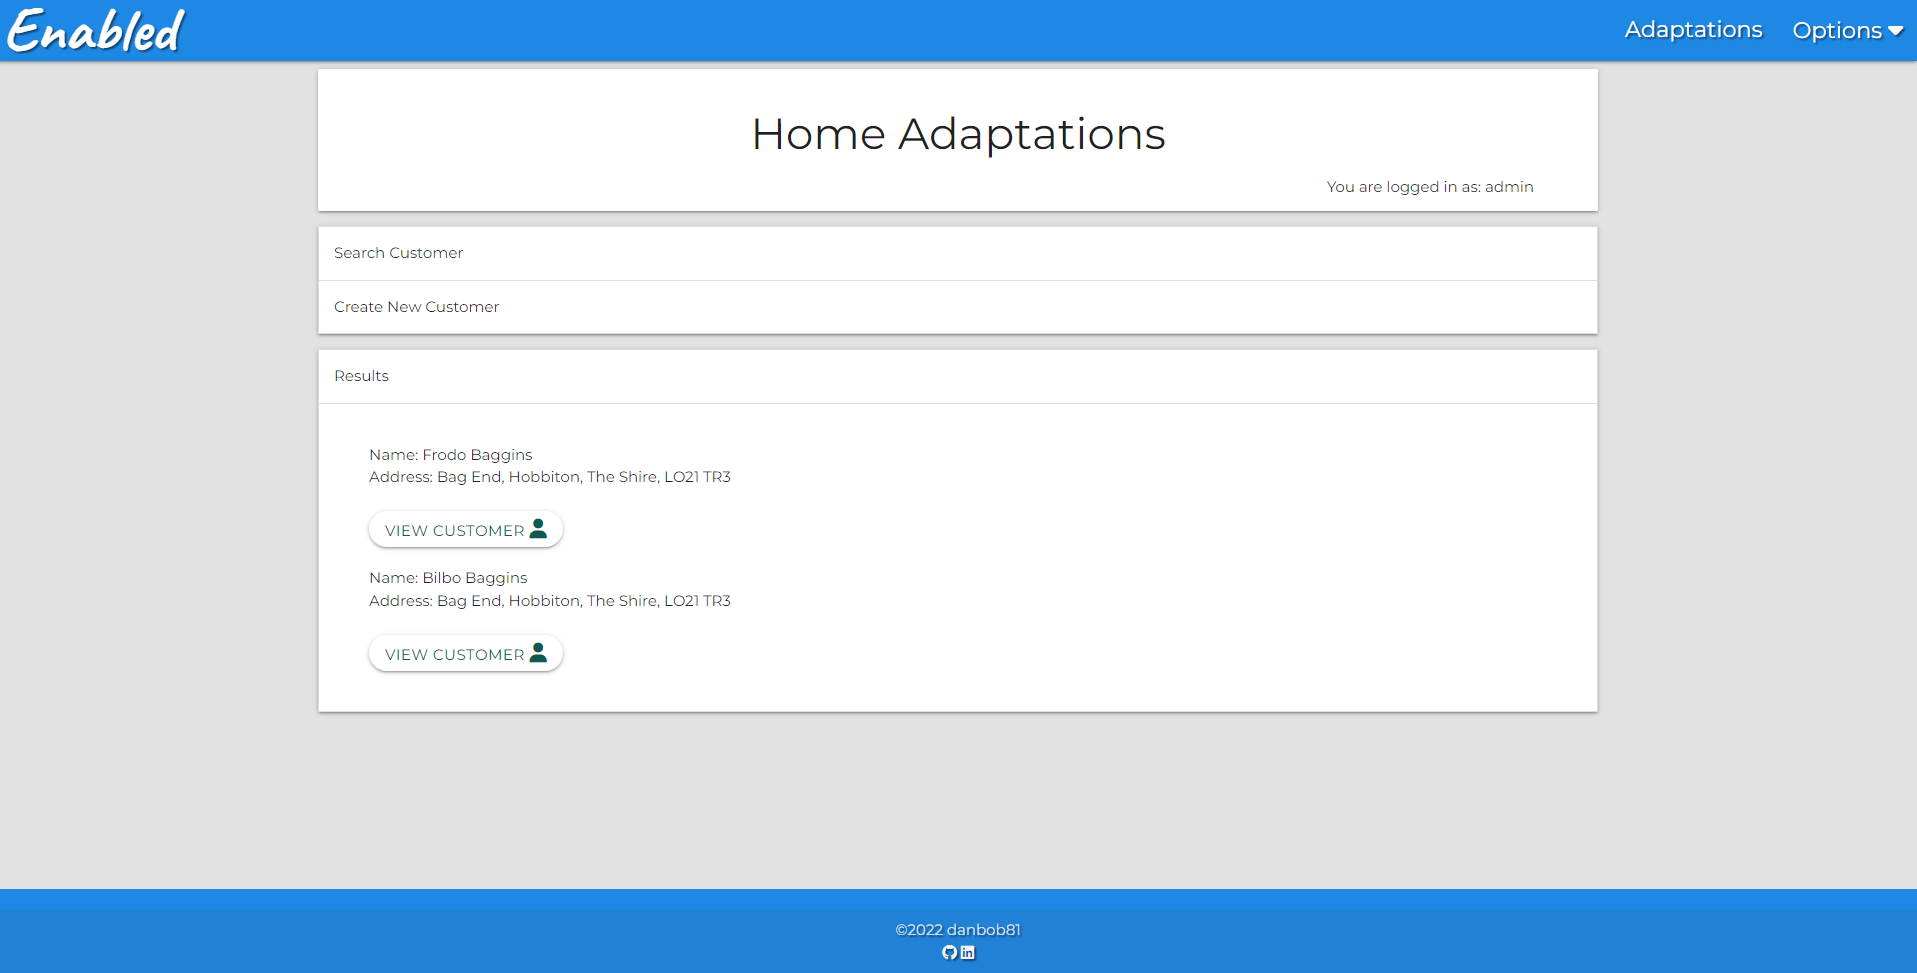 Enabled
Adaptations
Options
Home Adaptations
You are logged in as: admin
Search Customer
Create New Customer
Results
Name: Frodo Baggins
Address: Bag End, Hobbiton, The Shire, LO21 TR3
VIEW CUSTOMER
Name: Bilbo Baggins
Address: Bag End, Hobbiton, The Shire, LO21 TR3
VIEW CUSTOMER
©2022 danbob81